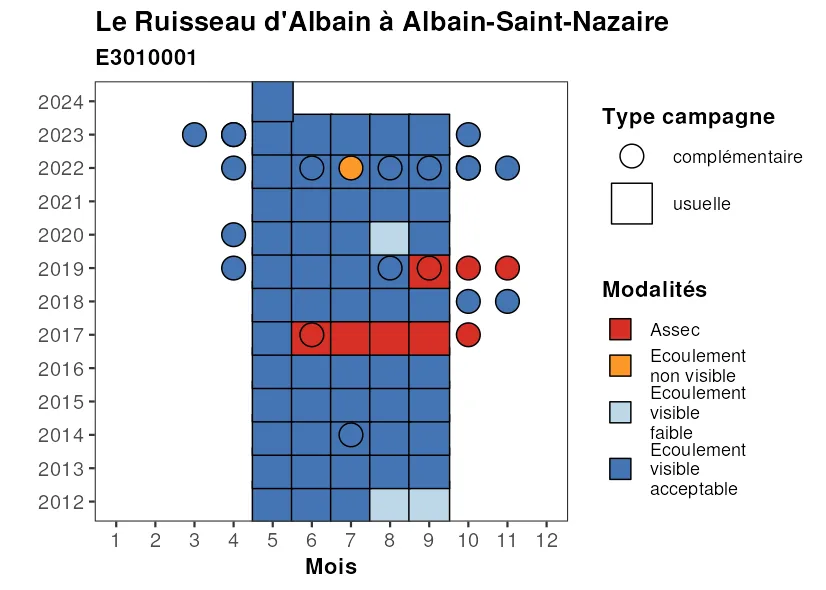 Le Ruisseau d'Albain à Albain-Saint-Nazaire
E3010001
2024
2023
2022
2021
2020
2019
2018
2017
2016
2015
2014
2013
2012
1 2 3 4 5 6 7 8 9 10 11 12
Mois
Type campagne
complémentaire
usuelle
Modalités
Assec
Ecoulement
non visible
Ecoulement
visible
faible
Ecoulement
visible
acceptable